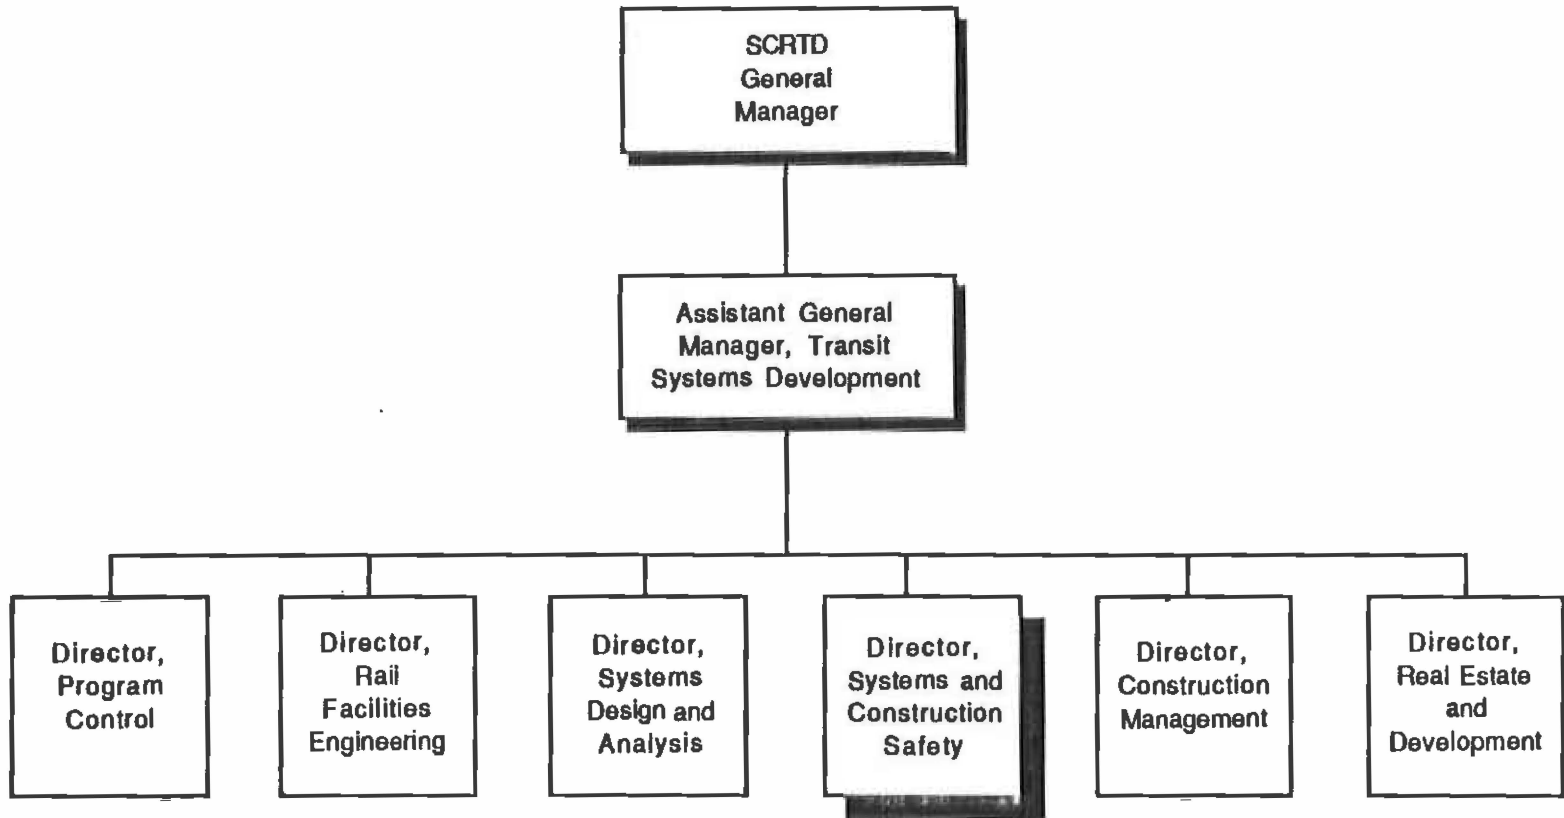 SCRTD
General
Manager
Assistant General
Manager, Transit
Systems Development
Director,
Program
Control
Director,
Rail
Facilities
Engineering
Director,
Systems
Design and
Analysis
Director,
Systems and
Construction
Safety
Director,
Construction
Management
Director,
Real Estate
and
Development